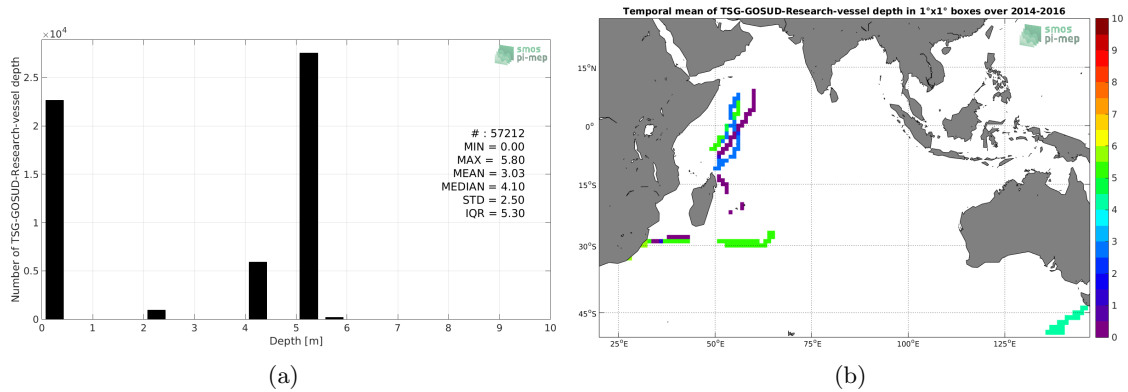 ×10⁴
smos
pi-mep
Number of TSG-GOSUD-Research-vessel depth
2.5
2
1.5
1
0.5
0
# : 57212
MIN = 0.00
MAX = 5.80
MEAN = 3.03
MEDIAN = 4.10
STD = 2.50
IQR = 5.30
0 1 2 3 4 5 6 7 8 9 10
Depth [m]
(a)
Temporal mean of TSG-GOSUD-Research-vessel depth in 1°x1° boxes over 2014-2016
smos
pi-mep
15°N
0°
15°S
30°S
45°S
25°E 50°E 75°E 100°E 125°E
10
9
8
7
6
5
4
3
2
1
0
(b)